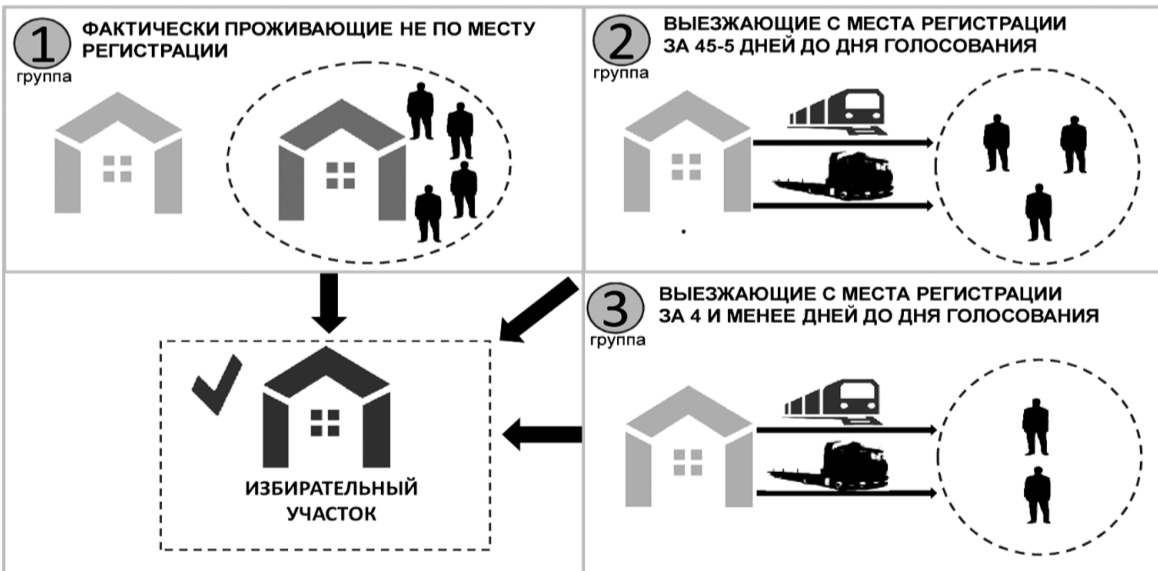 1
группа
ФАКТИЧЕСКИ ПРОЖИВАЮЩИЕ НЕ ПО МЕСТУ
РЕГИСТРАЦИИ
2
группа
ВЫЕЗЖАЮЩИЕ С МЕСТА РЕГИСТРАЦИИ
ЗА 45-5 ДНЕЙ ДО ДНЯ ГОЛОСОВАНИЯ
3
группа
ВЫЕЗЖАЮЩИЕ С МЕСТА РЕГИСТРАЦИИ
ЗА 4 И МЕНЕЕ ДНЕЙ ДО ДНЯ ГОЛОСОВАНИЯ
ИЗБИРАТЕЛЬНЫЙ
УЧАСТОК